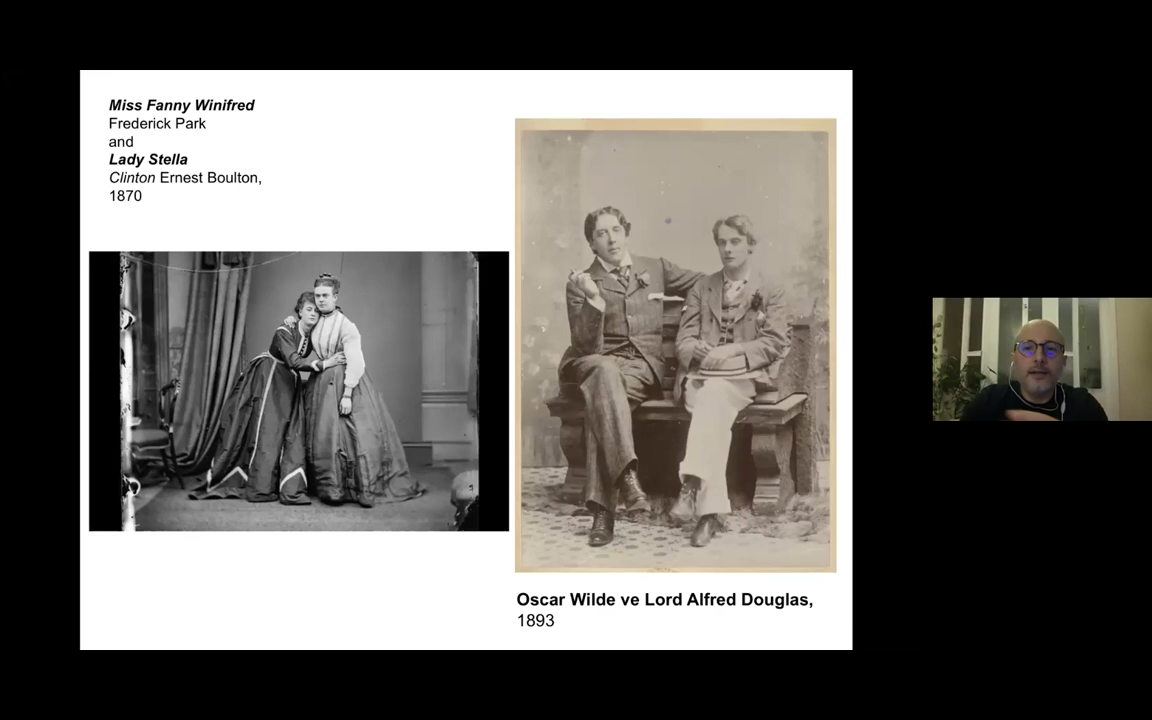 Miss Fanny Winifred
Frederick Park
and
Lady Stella
Clinton Ernest Boulton,
1870
Oscar Wilde ve Lord Alfred Douglas,
1893